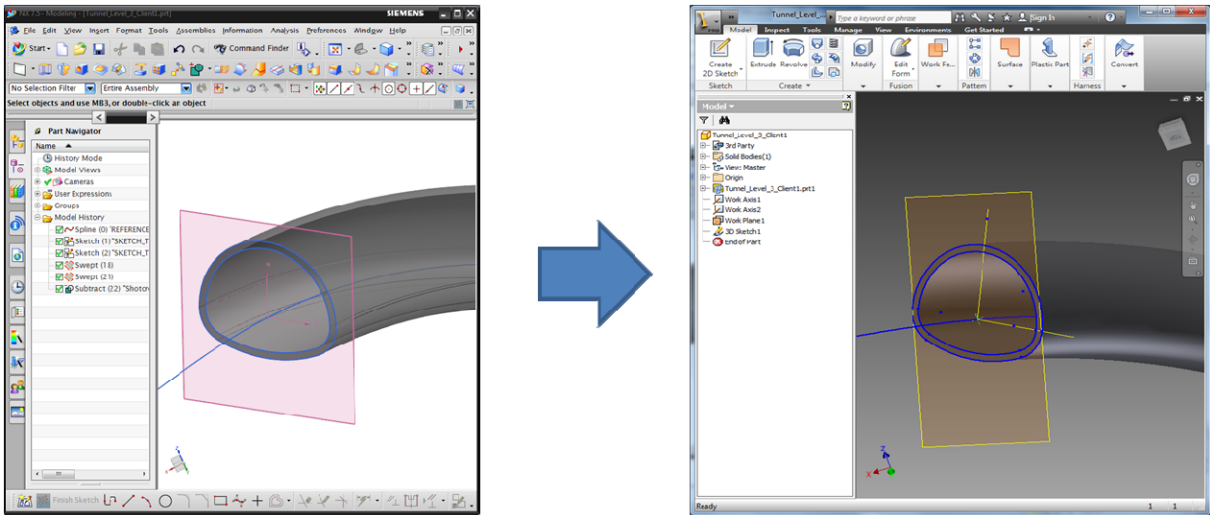 NX 7.5 - Modeling - [Tunnel_Level_3_Client1.prt]
SIEMENS
File Edit View Insert Format Tools Assemblies Information Analysis Preferences Window Help
Start
Command Finder
No Selection Filter
Entire Assembly
Select objects and use MB3, or double-click an object
Part Navigator
Name
History Mode
Model Views
Cameras
User Expressions
Groups
Model History
Spline (0) "REFERENCE
Sketch (1) "SKETCH_T
Sketch (2) "SKETCH_T
Swept (18)
Swept (21)
Subtract (22) "Shotcr
Finish Sketch
Tunnel_Level_...
Type a keyword or phrase
Sign In
Model Inspect Tools Manage View Environments Get Started
PRO
Create
2D Sketch
Extrude
Revolve
Modify
Edit
Form
Work Fe...
Surface
Plastic Part
Convert
Sketch
Create
Fusion
Pattern
Harness
Model
Tunnel_Level_3_Client1
3rd Party
Solid Bodies(1)
View: Master
Origin
Tunnel_Level_3_Client1.prt1
Work Axis1
Work Axis2
Work Plane1
3D Sketch1
End of Part
Z
X
Z
X
Ready
1 1